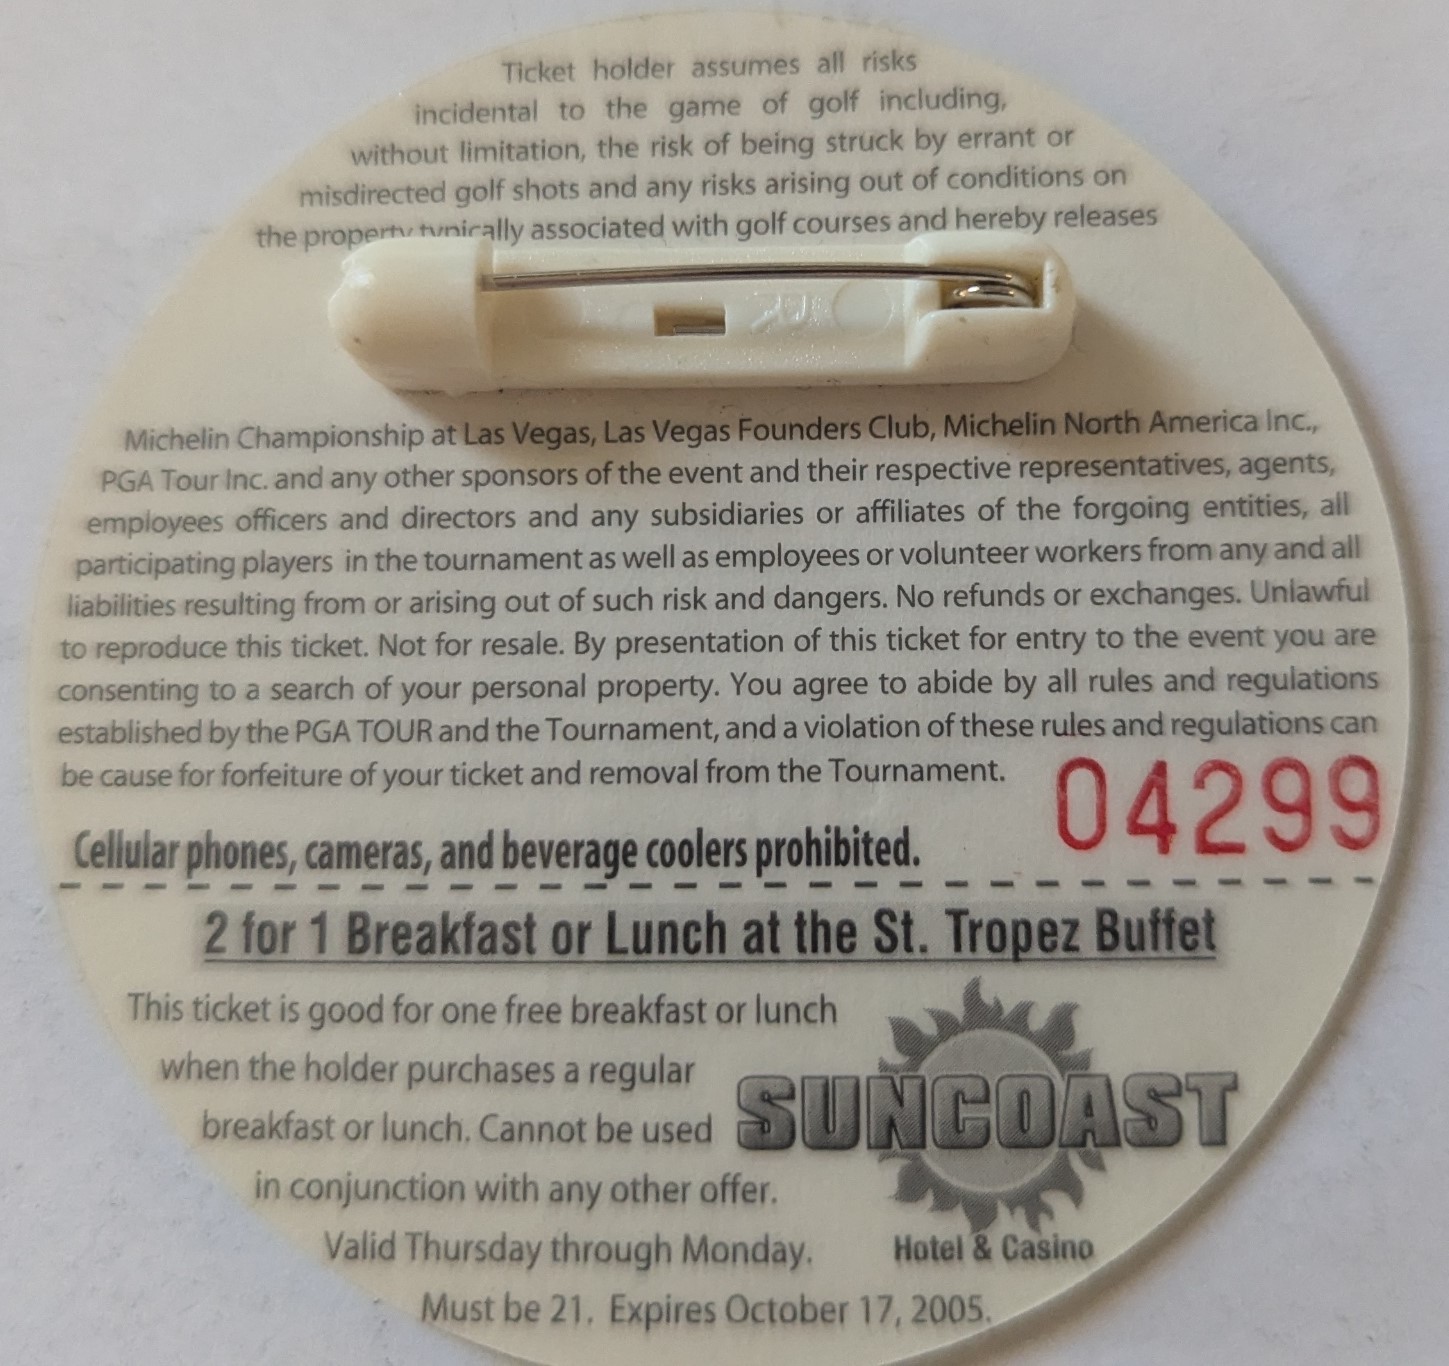 Ticket holder assumes all risks
incidental to the game of golf including,
without limitation, the risk of being struck by errant or
misdirected golf shots and any risks arising out of conditions on
the property typically associated with golf courses and hereby releases
Michelin Championship at Las Vegas, Las Vegas Founders Club, Michelin North America Inc.,
PGA Tour Inc. and any other sponsors of the event and their respective representatives, agents,
employees officers and directors and any subsidiaries or affiliates of the forgoing entities, all
participating players in the tournament as well as employees or volunteer workers from any and all
liabilities resulting from or arising out of such risk and dangers. No refunds or exchanges. Unlawful
to reproduce this ticket. Not for resale. By presentation of this ticket for entry to the event you are
consenting to a search of your personal property. You agree to abide by all rules and regulations
established by the PGA TOUR and the Tournament, and a violation of these rules and regulations can
be cause for forfeiture of your ticket and removal from the Tournament.
04299
Cellular phones, cameras, and beverage coolers prohibited.
2 for 1 Breakfast or Lunch at the St. Tropez Buffet
This ticket is good for one free breakfast or lunch
when the holder purchases a regular
breakfast or lunch. Cannot be used
in conjunction with any other offer.
Valid Thursday through Monday.
Must be 21. Expires October 17, 2005.
SUNCOAST
Hotel & Casino